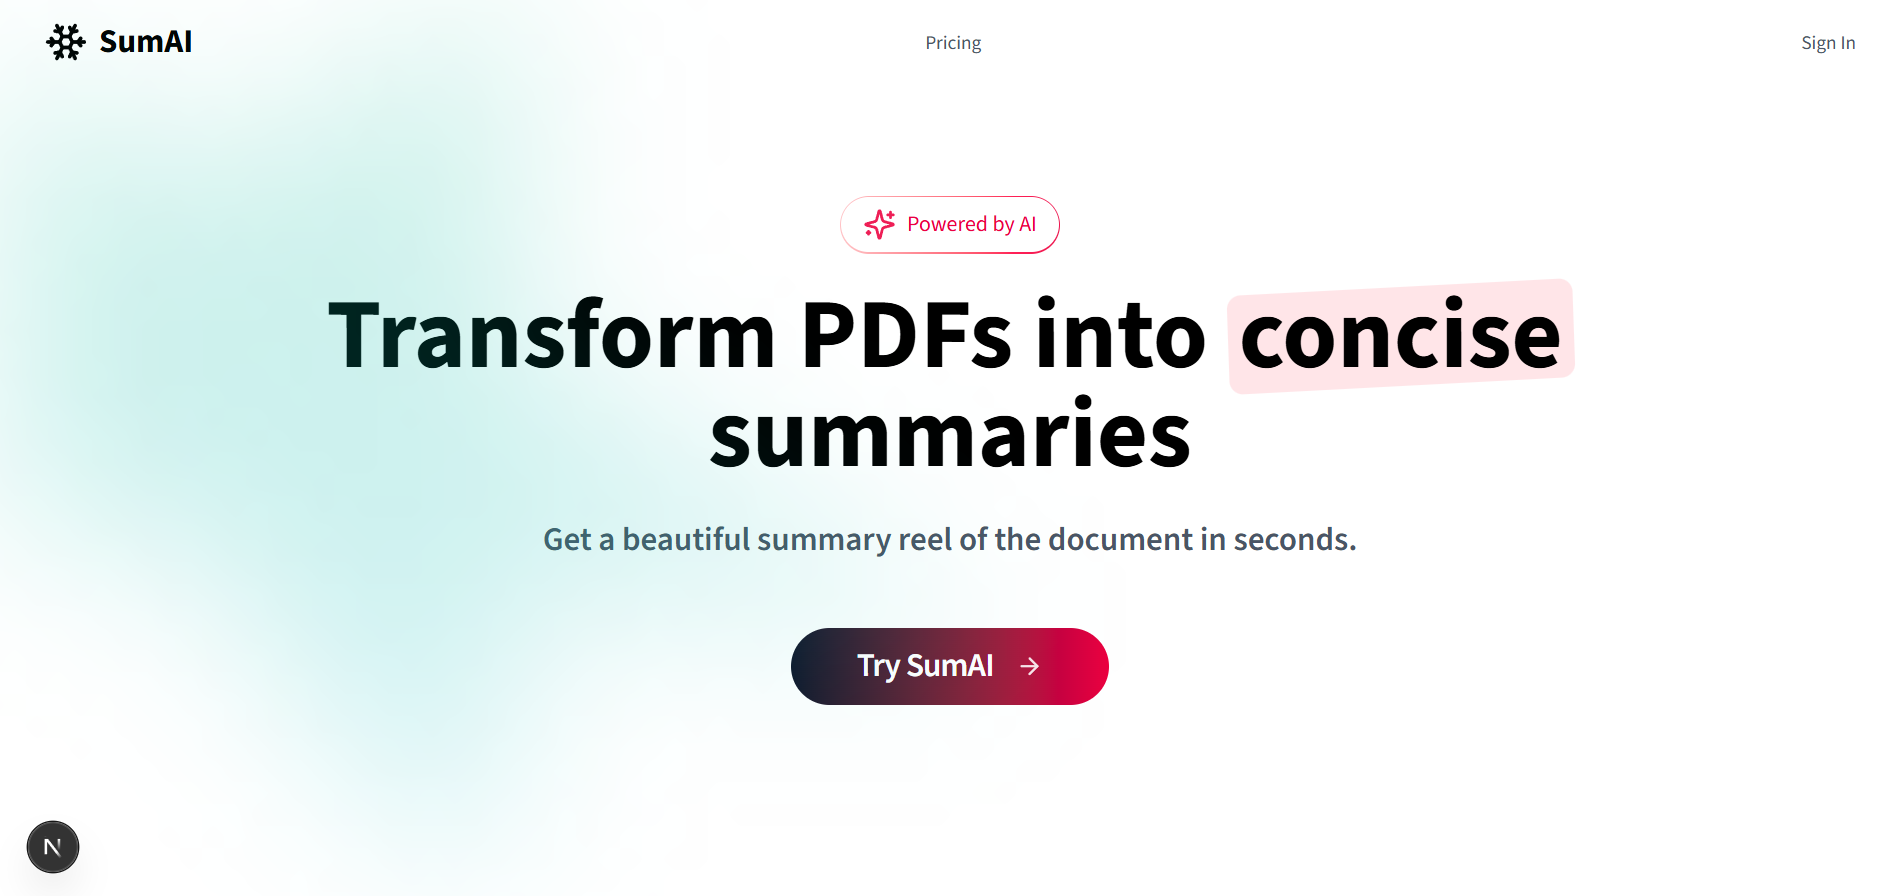 SumAI
Pricing
Sign In
Powered by AI
Transform PDFs into concise
summaries
Get a beautiful summary reel of the document in seconds.
Try SumAI →
N